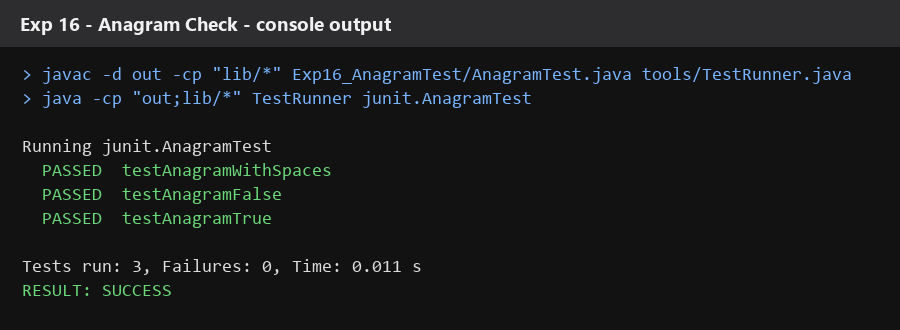 Exp 16 - Anagram Check - console output
> javac -d out -cp "lib/*" Exp16_AnagramTest/AnagramTest.java tools/TestRunner.java
> java -cp "out;lib/*" TestRunner junit.AnagramTest
Running junit.AnagramTest
PASSED  testAnagramWithSpaces
PASSED  testAnagramFalse
PASSED  testAnagramTrue
Tests run: 3, Failures: 0, Time: 0.011 s
RESULT: SUCCESS